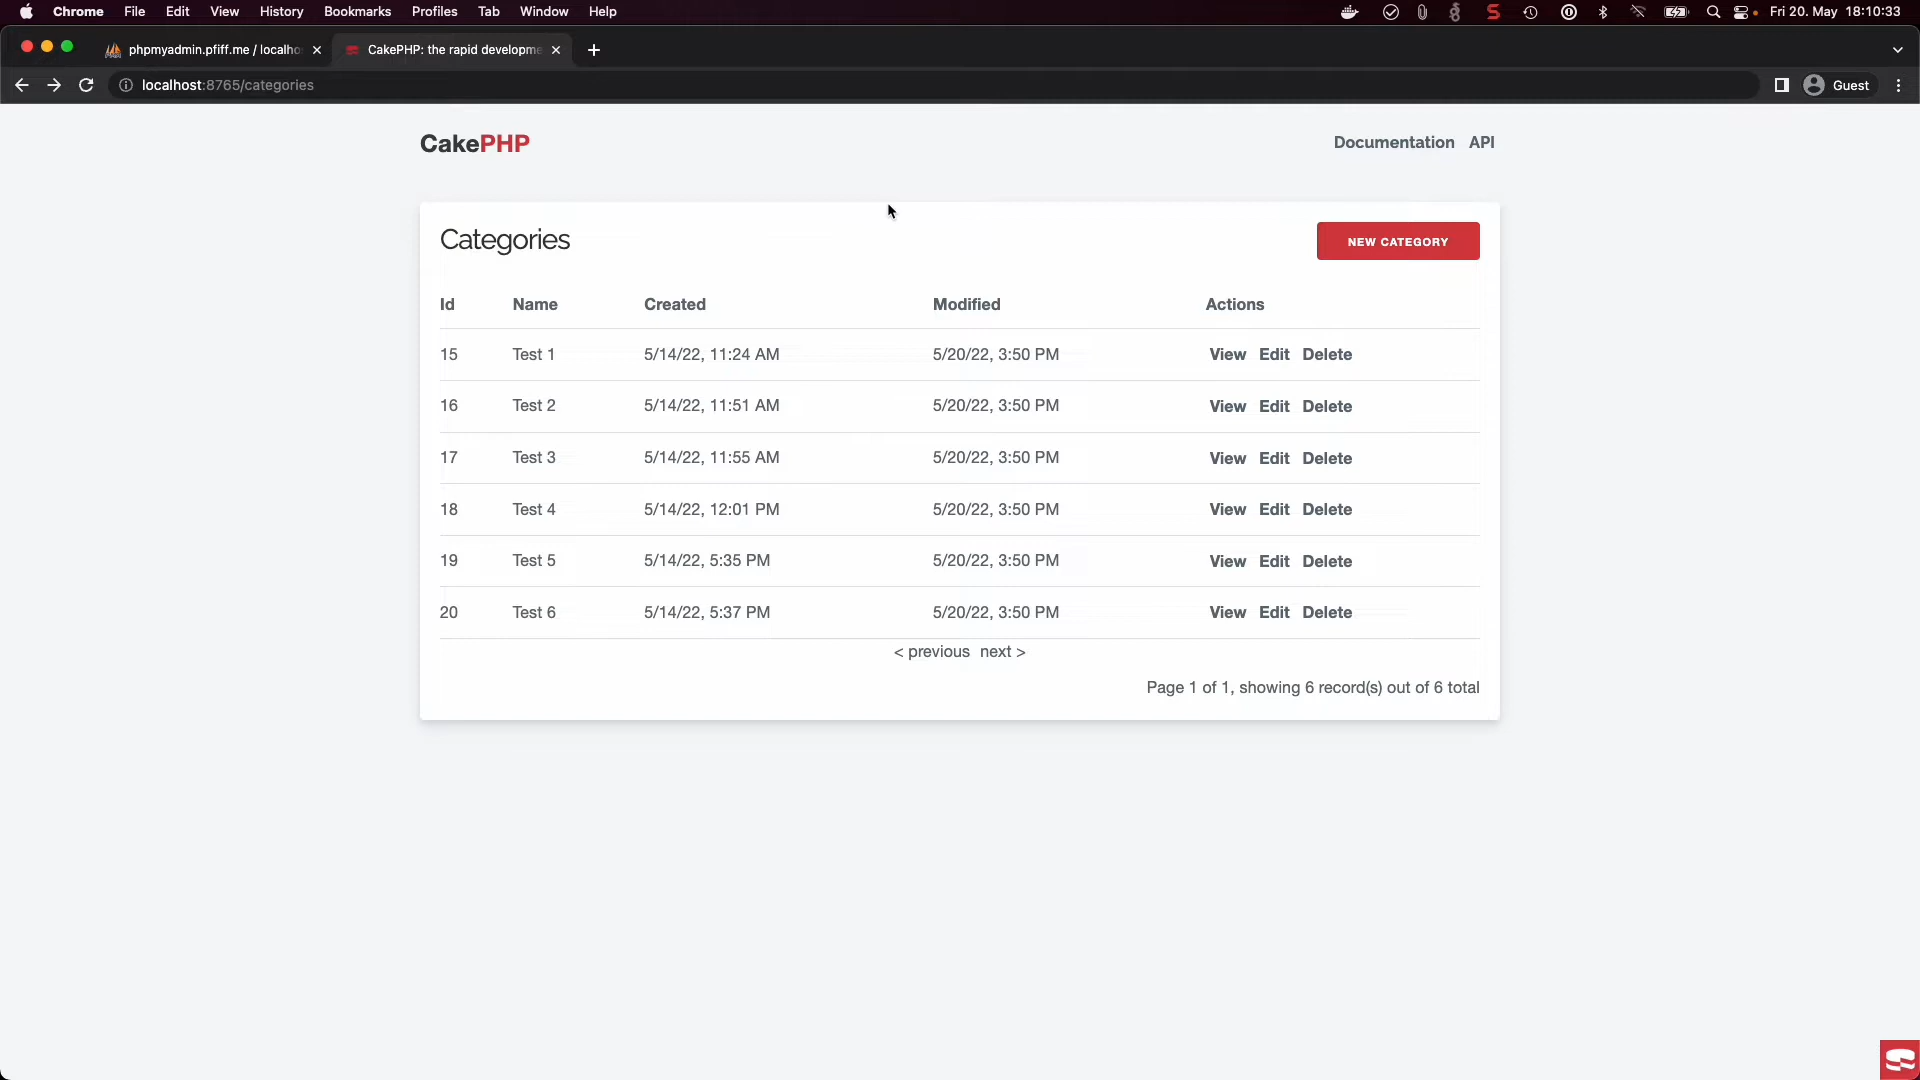 Chrome File Edit View History Bookmarks Profiles Tab Window Help Fri 20. May 18:10:33
phpmyadmin.pfiff.me / localho CakePHP: the rapid developme
localhost:8765/categories Guest
CakePHP Documentation API
Categories NEW CATEGORY
Id Name Created Modified Actions
15 Test 1 5/14/22, 11:24 AM 5/20/22, 3:50 PM View Edit Delete
16 Test 2 5/14/22, 11:51 AM 5/20/22, 3:50 PM View Edit Delete
17 Test 3 5/14/22, 11:55 AM 5/20/22, 3:50 PM View Edit Delete
18 Test 4 5/14/22, 12:01 PM 5/20/22, 3:50 PM View Edit Delete
19 Test 5 5/14/22, 5:35 PM 5/20/22, 3:50 PM View Edit Delete
20 Test 6 5/14/22, 5:37 PM 5/20/22, 3:50 PM View Edit Delete
< previous next >
Page 1 of 1, showing 6 record(s) out of 6 total